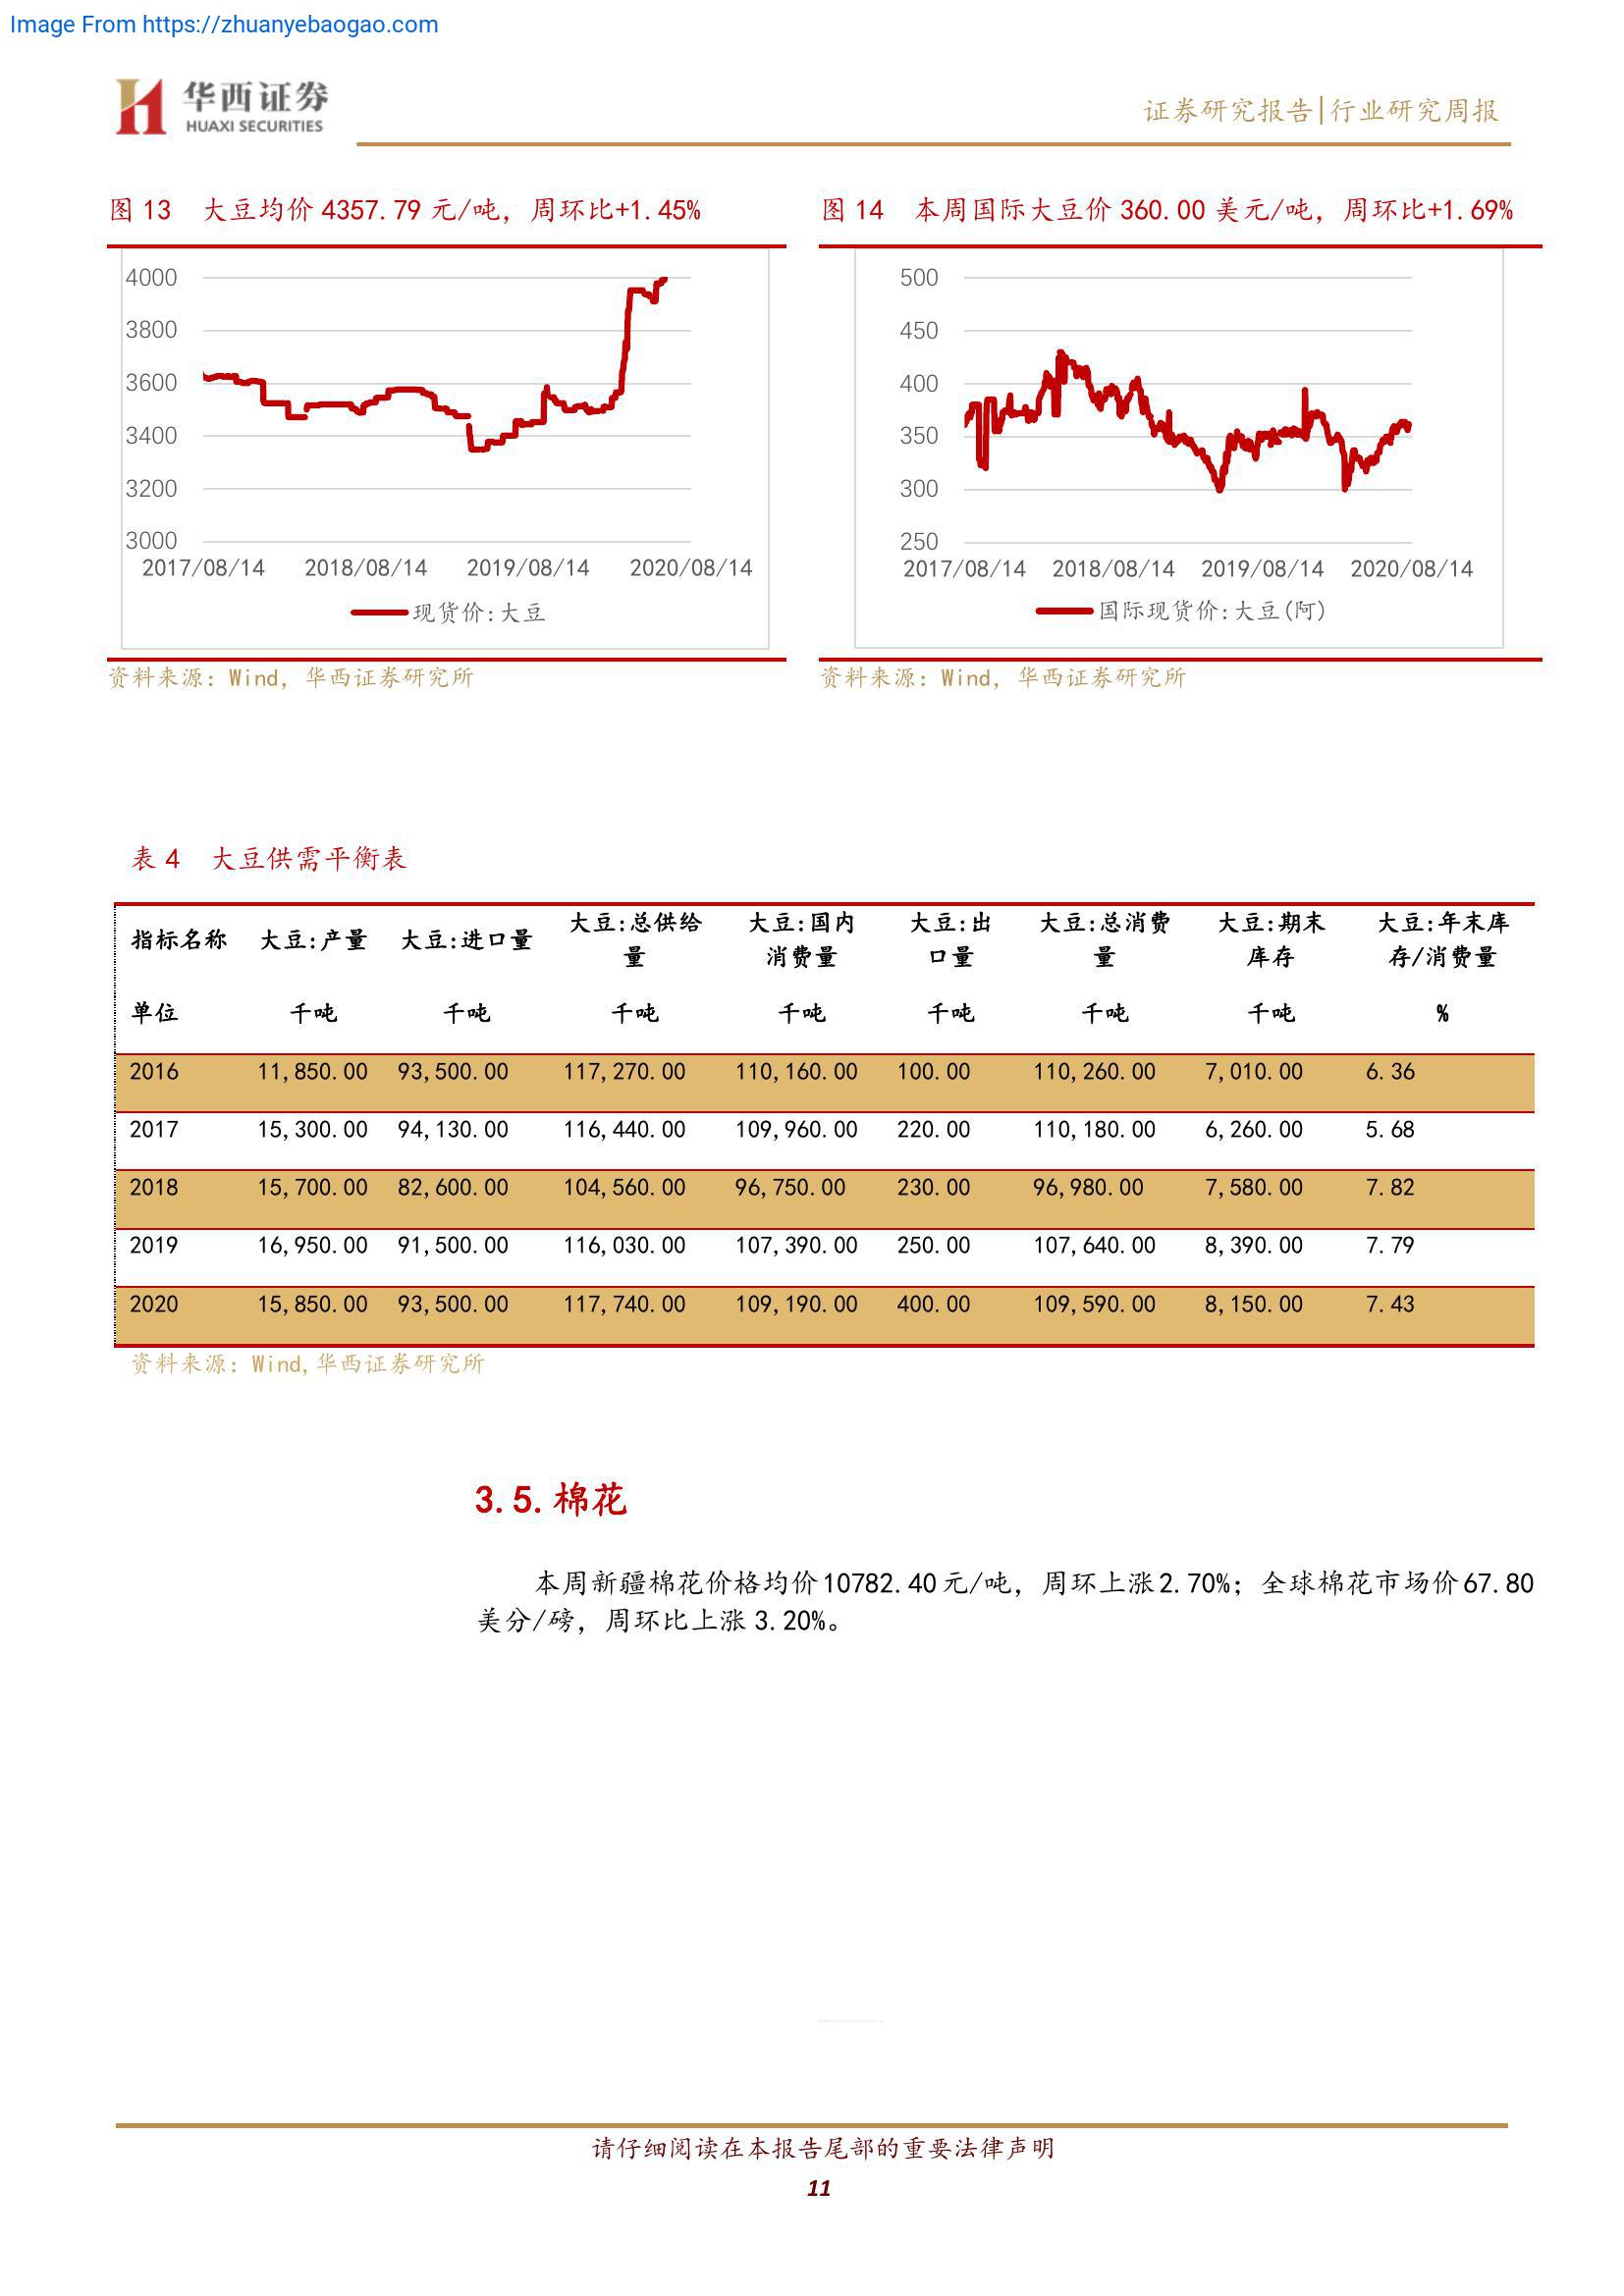 Image From https://zhuanyebaogao.com
华西证券
HUAXI SECURITIES
证券研究报告|行业研究周报
图 13 大豆均价 4357.79 元/吨，周环比+1.45%
4000
3800
3600
3400
3200
3000
2017/08/14 2018/08/14 2019/08/14 2020/08/14
现货价:大豆
资料来源：Wind，华西证券研究所
图 14 本周国际大豆价 360.00 美元/吨，周环比+1.69%
500
450
400
350
300
250
2017/08/14 2018/08/14 2019/08/14 2020/08/14
国际现货价:大豆(阿)
资料来源：Wind，华西证券研究所
表 4 大豆供需平衡表
指标名称 大豆:产量 大豆:进口量 大豆:总供给量 大豆:国内消费量 大豆:出口量 大豆:总消费量 大豆:期末库存 大豆:年末库存/消费量
单位 千吨 千吨 千吨 千吨 千吨 千吨 千吨 %
2016 11,850.00 93,500.00 117,270.00 110,160.00 100.00 110,260.00 7,010.00 6.36
2017 15,300.00 94,130.00 116,440.00 109,960.00 220.00 110,180.00 6,260.00 5.68
2018 15,700.00 82,600.00 104,560.00 96,750.00 230.00 96,980.00 7,580.00 7.82
2019 16,950.00 91,500.00 116,030.00 107,390.00 250.00 107,640.00 8,390.00 7.79
2020 15,850.00 93,500.00 117,740.00 109,190.00 400.00 109,590.00 8,150.00 7.43
资料来源：Wind,华西证券研究所
3.5.棉花
本周新疆棉花价格均价10782.40元/吨，周环上涨2.70%；全球棉花市场价67.80
美分/磅，周环比上涨 3.20%。
请仔细阅读在本报告尾部的重要法律声明
11